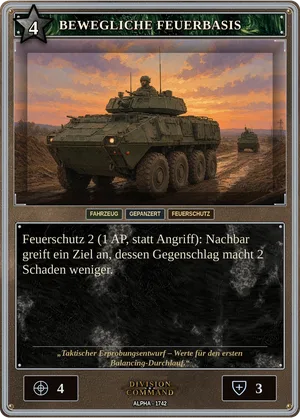 4
BEWEGLICHE FEUERBASIS
FAHRZEUG
GEPANZERT
FEUERSCHUTZ
Feuerschutz 2 (1 AP, statt Angriff): Nachbar
greift ein Ziel an, dessen Gegenschlag macht 2
Schaden weniger.
„Taktischer Erprobungsentwurf – Werte für den ersten
Balancing-Durchlauf.“
4
DIVISION
COMMAND
ALPHA - 1742
3